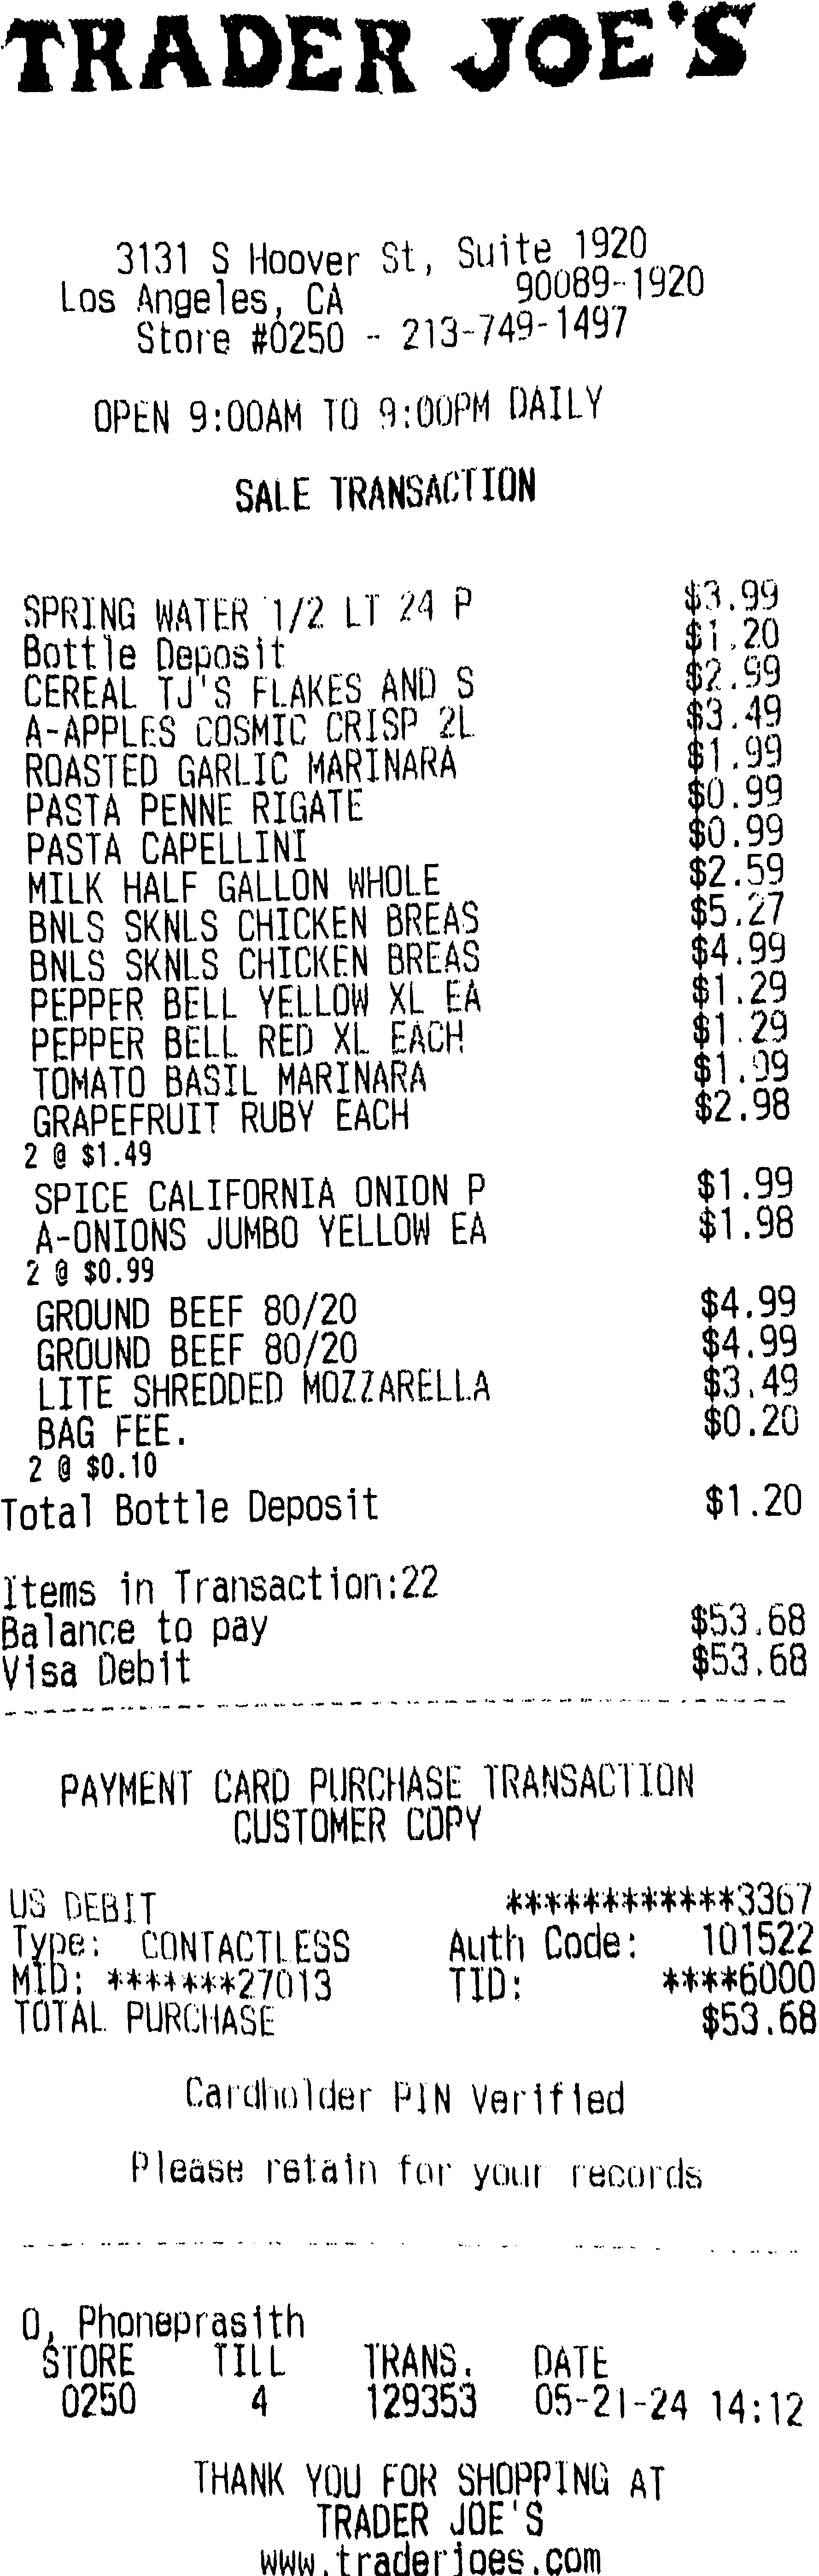 TRADER JOE'S
3131 S Hoover St, Suite 1920
Los Angeles, CA 90089-1920
Store #0250 - 213-749-1497
OPEN 9:00AM TO 9:00PM DAILY
SALE TRANSACTION
SPRING WATER 1/2 LT 24 P $3.99
Bottle Deposit $1.20
CEREAL TJ'S FLAKES AND S $2.99
A-APPLES COSMIC CRISP 2L $3.49
ROASTED GARLIC MARINARA $1.99
PASTA PENNE RIGATE $0.99
PASTA CAPELLINI $0.99
MILK HALF GALLON WHOLE $2.59
BNLS SKNLS CHICKEN BREAS $5.27
BNLS SKNLS CHICKEN BREAS $4.99
PEPPER BELL YELLOW XL EA $1.29
PEPPER BELL RED XL EACH $1.29
TOMATO BASIL MARINARA $1.99
GRAPEFRUIT RUBY EACH $2.98
2 @ $1.49
SPICE CALIFORNIA ONION P $1.99
A-ONIONS JUMBO YELLOW EA $1.98
2 @ $0.99
GROUND BEEF 80/20 $4.99
GROUND BEEF 80/20 $4.99
LITE SHREDDED MOZZARELLA $3.49
BAG FEE. $0.20
2 @ $0.10
Total Bottle Deposit $1.20
Items in Transaction:22
Balance to pay $53.68
Visa Debit $53.68
PAYMENT CARD PURCHASE TRANSACTION
CUSTOMER COPY
US DEBIT ************3367
Type: CONTACTLESS Auth Code: 101522
MID: *******27013 TID: ****6000
TOTAL PURCHASE $53.68
Cardholder PIN Verified
Please retain for your records
O, Phoneprasith
STORE TILL TRANS. DATE
0250 4 129353 05-21-24 14:12
THANK YOU FOR SHOPPING AT
TRADER JOE'S
www.traderjoes.com